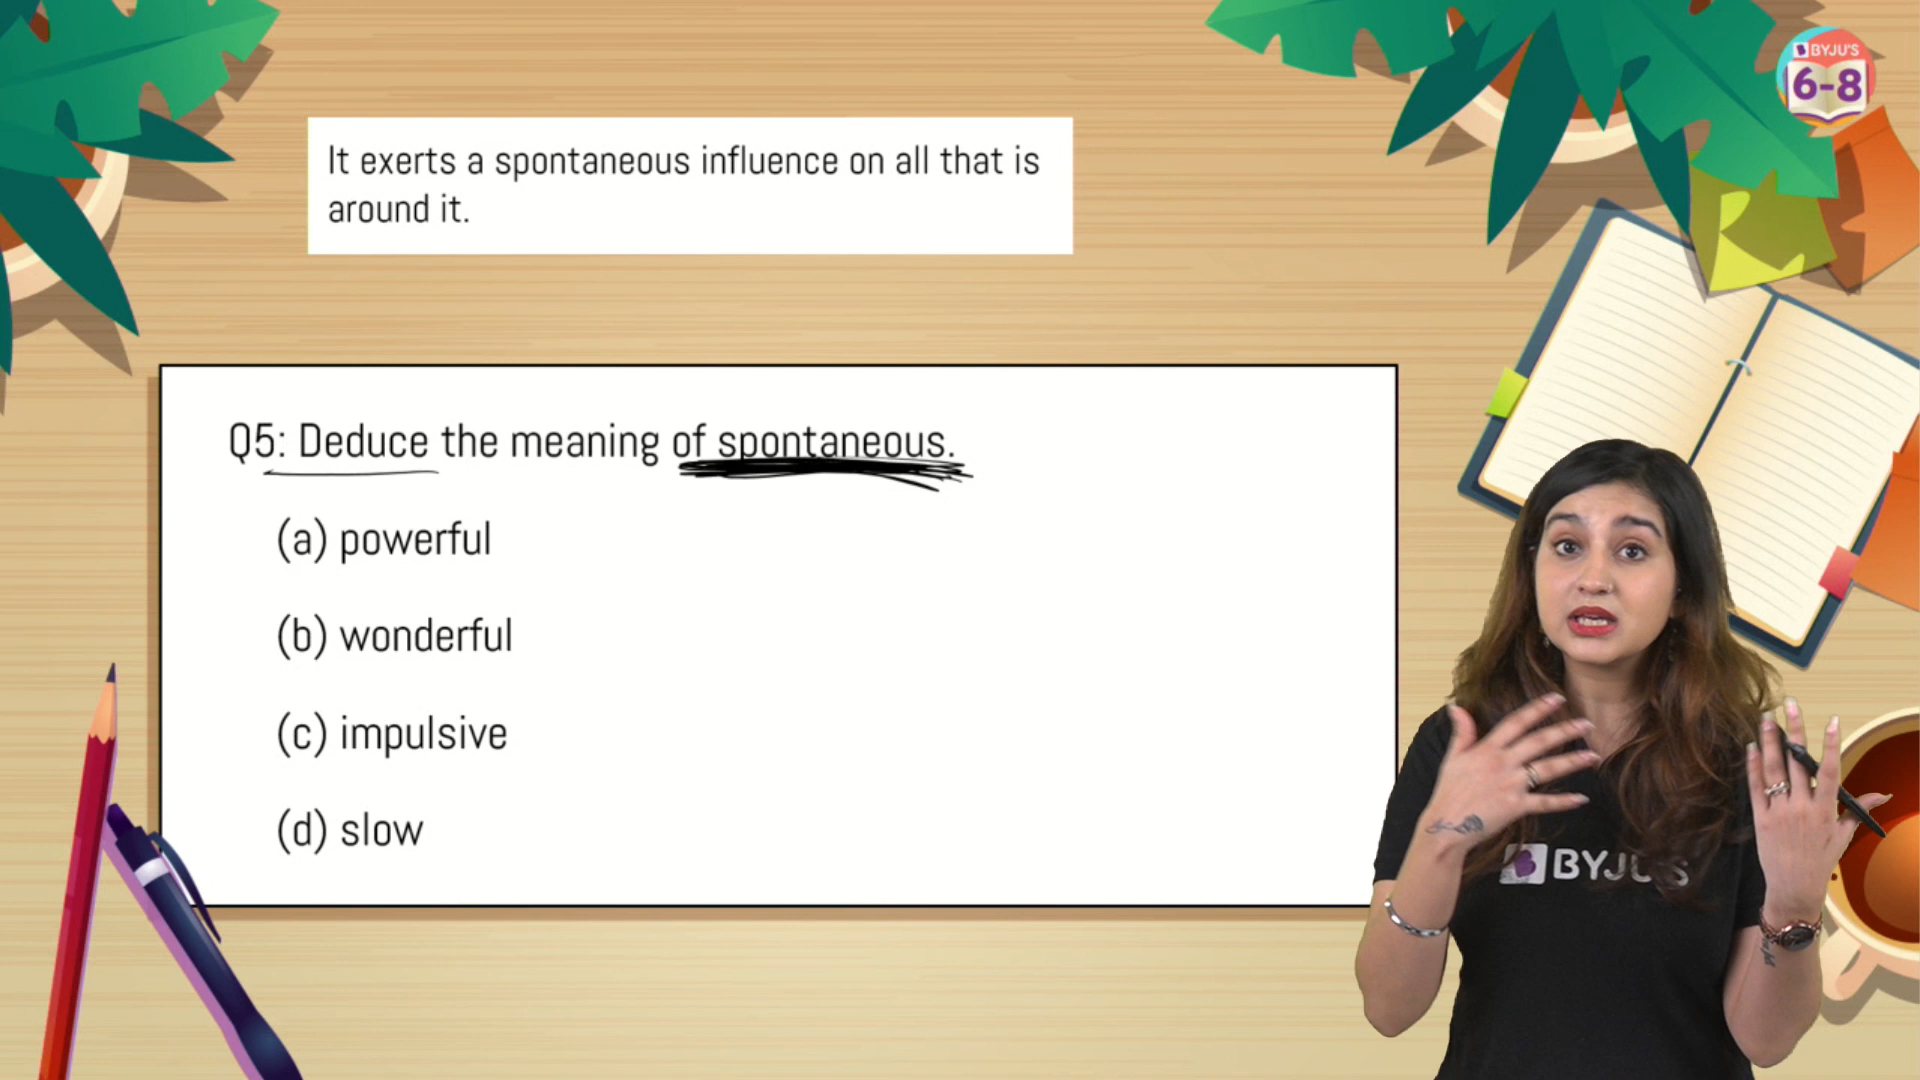 BYJU'S
6-8
It exerts a spontaneous influence on all that is
around it.
Q5: Deduce the meaning of spontaneous.
(a) powerful
(b) wonderful
(c) impulsive
(d) slow
BYJU'S